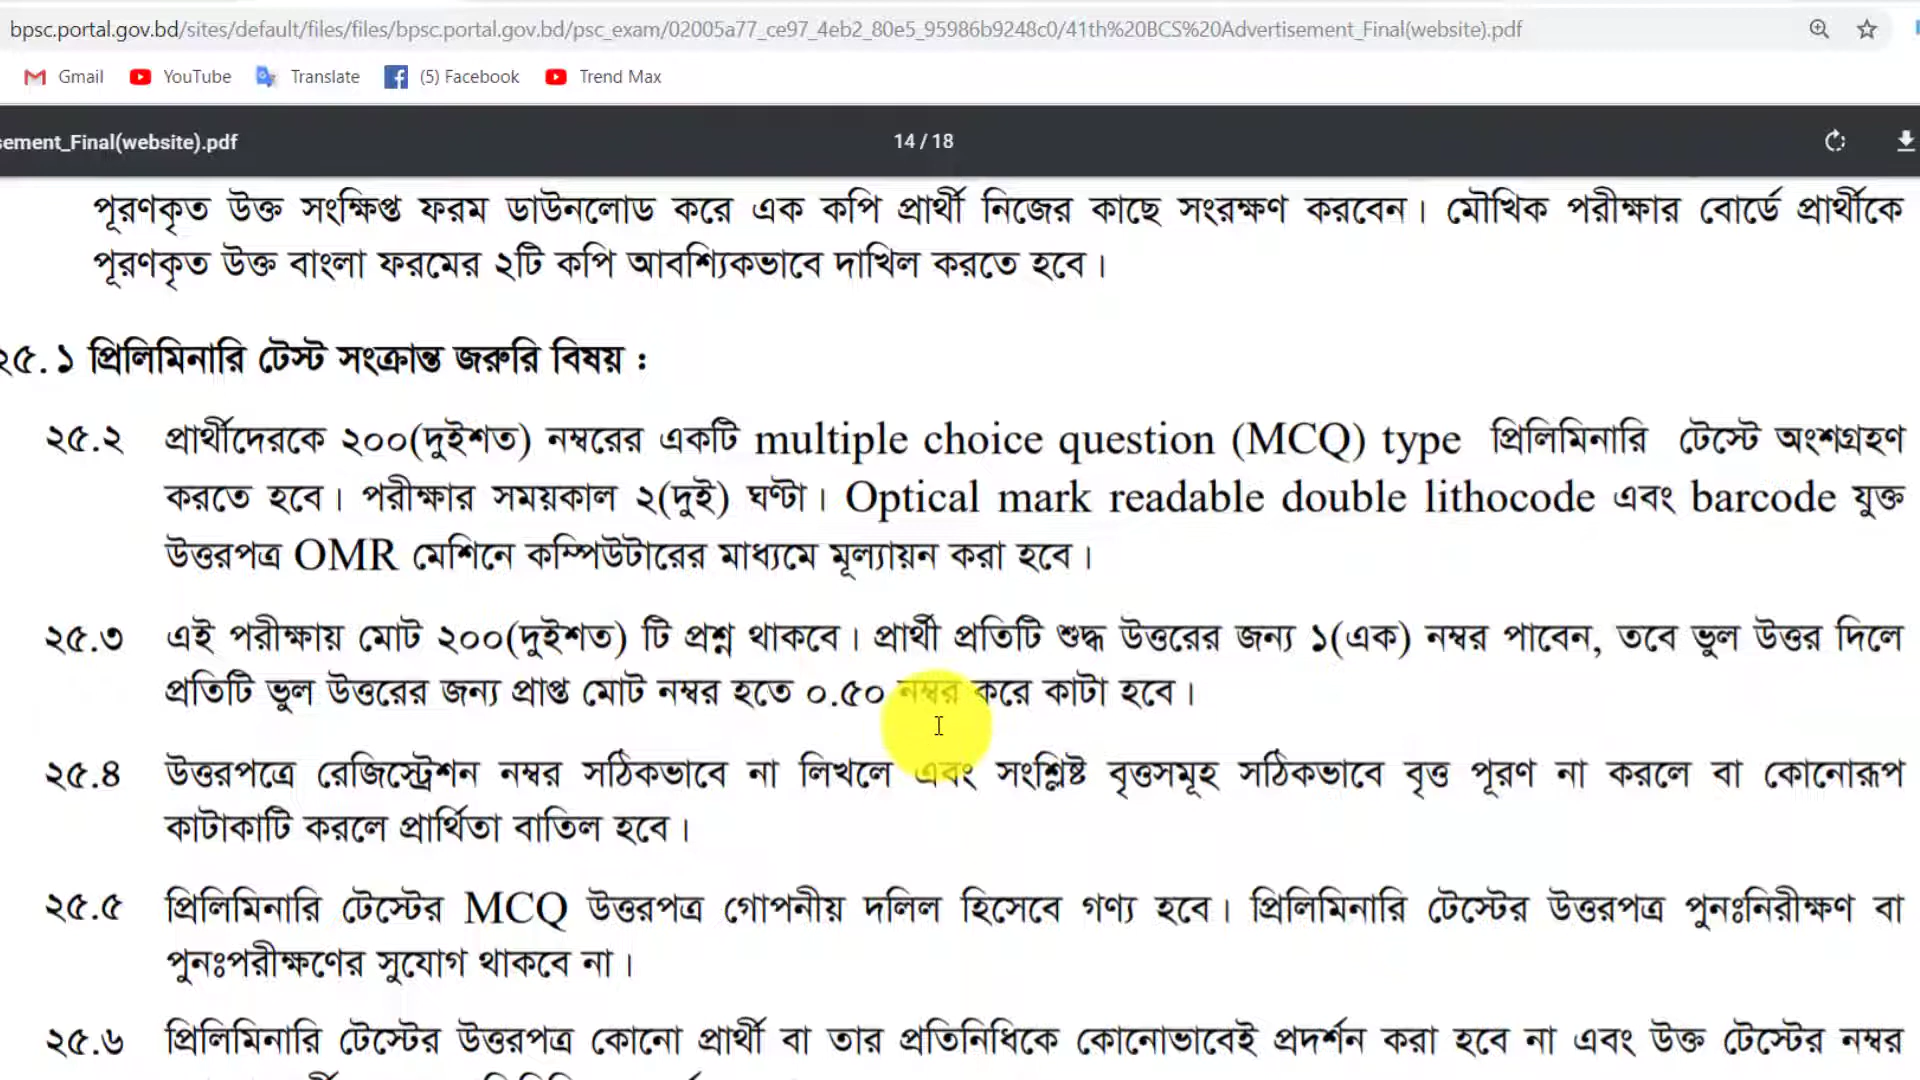 bpsc.portal.gov.bd/sites/default/files/files/bpsc.portal.gov.bd/psc_exam/02005a77_ce97_4eb2_80e5_95986b9248c0/41th%20BCS%20Advertisement_Final(website).pdf
Gmail YouTube Translate (5) Facebook Trend Max
sement_Final(website).pdf 14 / 18
পূরণকৃত উক্ত সংক্ষিপ্ত ফরম ডাউনলোড করে এক কপি প্রার্থী নিজের কাছে সংরক্ষণ করবেন। মৌখিক পরীক্ষার বোর্ডে প্রার্থীকে
পূরণকৃত উক্ত বাংলা ফরমের ২টি কপি আবশ্যিকভাবে দাখিল করতে হবে।
২৫.১ প্রিলিমিনারি টেস্ট সংক্রান্ত জরুরি বিষয় :
২৫.২ প্রার্থীদেরকে ২০০(দুইশত) নম্বরের একটি multiple choice question (MCQ) type প্রিলিমিনারি টেস্টে অংশগ্রহণ
করতে হবে। পরীক্ষার সময়কাল ২(দুই) ঘণ্টা। Optical mark readable double lithocode এবং barcode যুক্ত
উত্তরপত্র OMR মেশিনে কম্পিউটারের মাধ্যমে মূল্যায়ন করা হবে।
২৫.৩ এই পরীক্ষায় মোট ২০০(দুইশত) টি প্রশ্ন থাকবে। প্রার্থী প্রতিটি শুদ্ধ উত্তরের জন্য ১(এক) নম্বর পাবেন, তবে ভুল উত্তর দিলে
প্রতিটি ভুল উত্তরের জন্য প্রাপ্ত মোট নম্বর হতে ০.৫০ নম্বর করে কাটা হবে।
২৫.৪ উত্তরপত্রে রেজিস্ট্রেশন নম্বর সঠিকভাবে না লিখলে এবং সংশ্লিষ্ট বৃত্তসমূহ সঠিকভাবে বৃত্ত পূরণ না করলে বা কোনোরূপ
কাটাকাটি করলে প্রার্থিতা বাতিল হবে।
২৫.৫ প্রিলিমিনারি টেস্টের MCQ উত্তরপত্র গোপনীয় দলিল হিসেবে গণ্য হবে। প্রিলিমিনারি টেস্টের উত্তরপত্র পুনঃনিরীক্ষণ বা
পুনঃপরীক্ষণের সুযোগ থাকবে না।
২৫.৬ প্রিলিমিনারি টেস্টের উত্তরপত্র কোনো প্রার্থী বা তার প্রতিনিধিকে কোনোভাবেই প্রদর্শন করা হবে না এবং উক্ত টেস্টের নম্বর